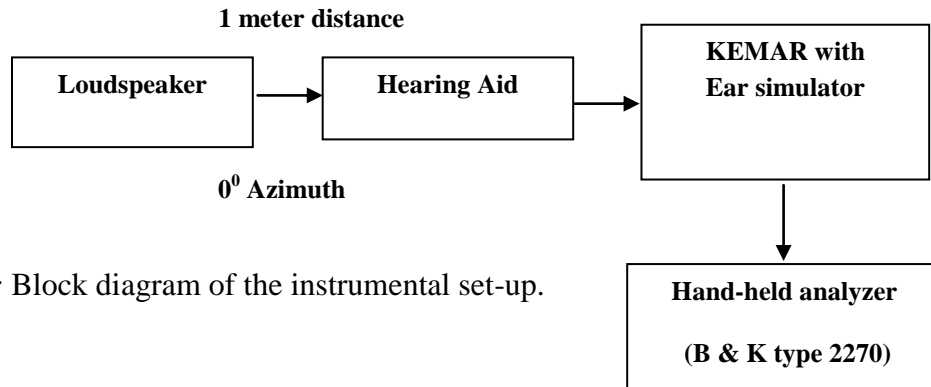 1 meter distance
Loudspeaker
Hearing Aid
KEMAR with
Ear simulator
0⁰ Azimuth
Block diagram of the instrumental set-up.
Hand-held analyzer
(B & K type 2270)